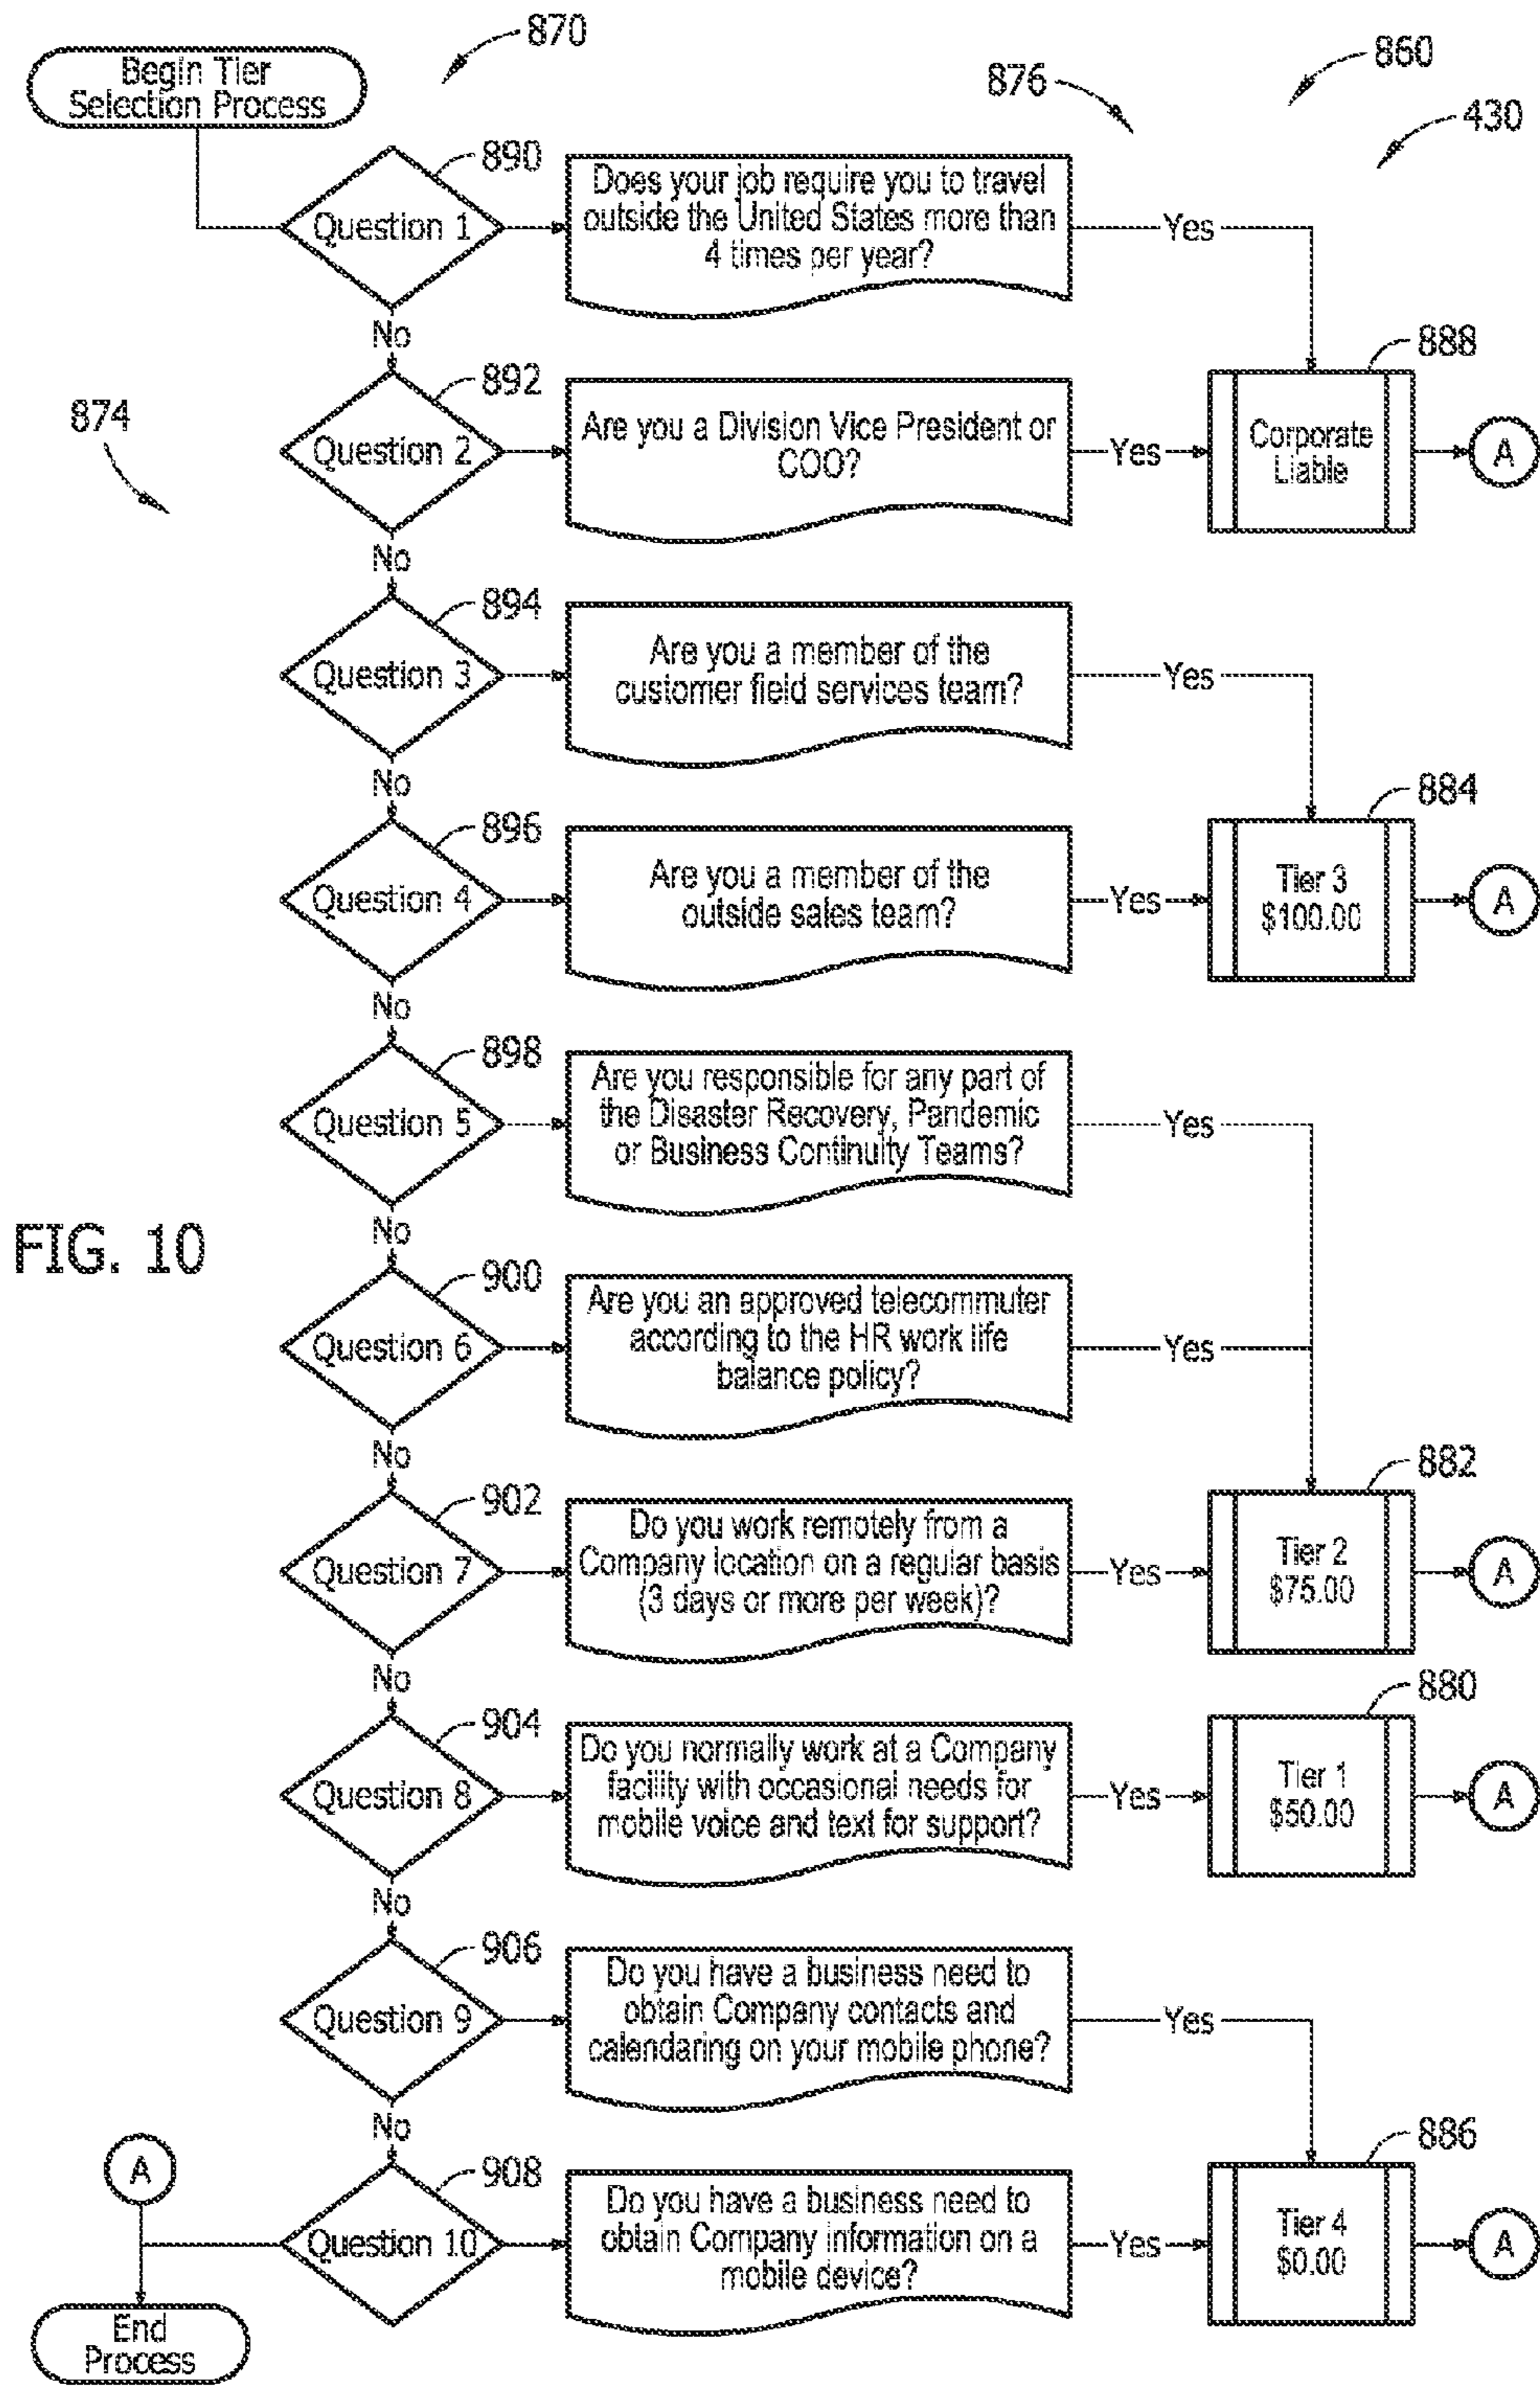 870
860
876
430
Begin Tier
Selection Process
890
Question 1
Does your job require you to travel
outside the United States more than
4 times per year?
Yes
No
888
892
874
Question 2
Are you a Division Vice President or
COO?
Yes
Corporate
Liable
A
No
894
Question 3
Are you a member of the
customer field services team?
Yes
No
884
896
Question 4
Are you a member of the
outside sales team?
Yes
Tier 3
$100.00
A
No
898
Question 5
Are you responsible for any part of
the Disaster Recovery, Pandemic
or Business Continuity Teams?
Yes
No
FIG. 10
900
Question 6
Are you an approved telecommuter
according to the HR work life
balance policy?
Yes
No
882
902
Question 7
Do you work remotely from a
Company location on a regular basis
(3 days or more per week)?
Yes
Tier 2
$75.00
A
No
880
904
Question 8
Do you normally work at a Company
facility with occasional needs for
mobile voice and text for support?
Yes
Tier 1
$50.00
A
No
906
Question 9
Do you have a business need to
obtain Company contacts and
calendaring on your mobile phone?
Yes
No
886
A
908
Question 10
Do you have a business need to
obtain Company information on a
mobile device?
Yes
Tier 4
$0.00
A
End
Process